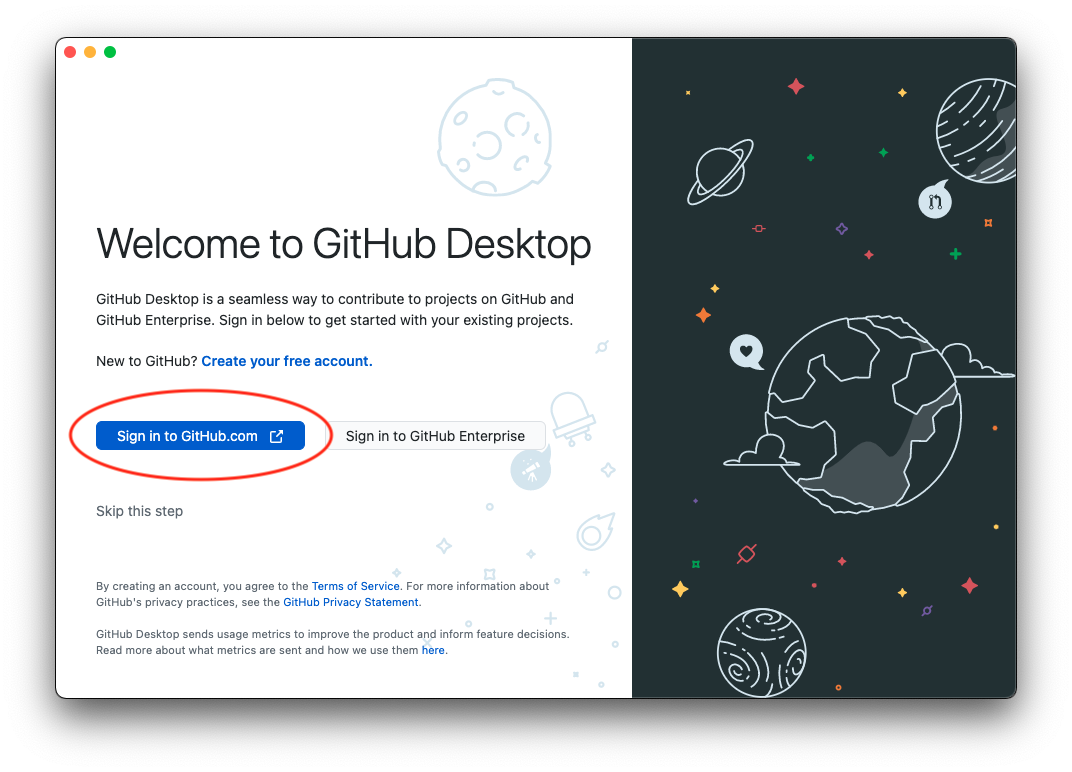 Welcome to GitHub Desktop
GitHub Desktop is a seamless way to contribute to projects on GitHub and
GitHub Enterprise. Sign in below to get started with your existing projects.
New to GitHub? Create your free account.
Sign in to GitHub.com
Sign in to GitHub Enterprise
Skip this step
By creating an account, you agree to the Terms of Service. For more information about
GitHub's privacy practices, see the GitHub Privacy Statement.
GitHub Desktop sends usage metrics to improve the product and inform feature decisions.
Read more about what metrics are sent and how we use them here.